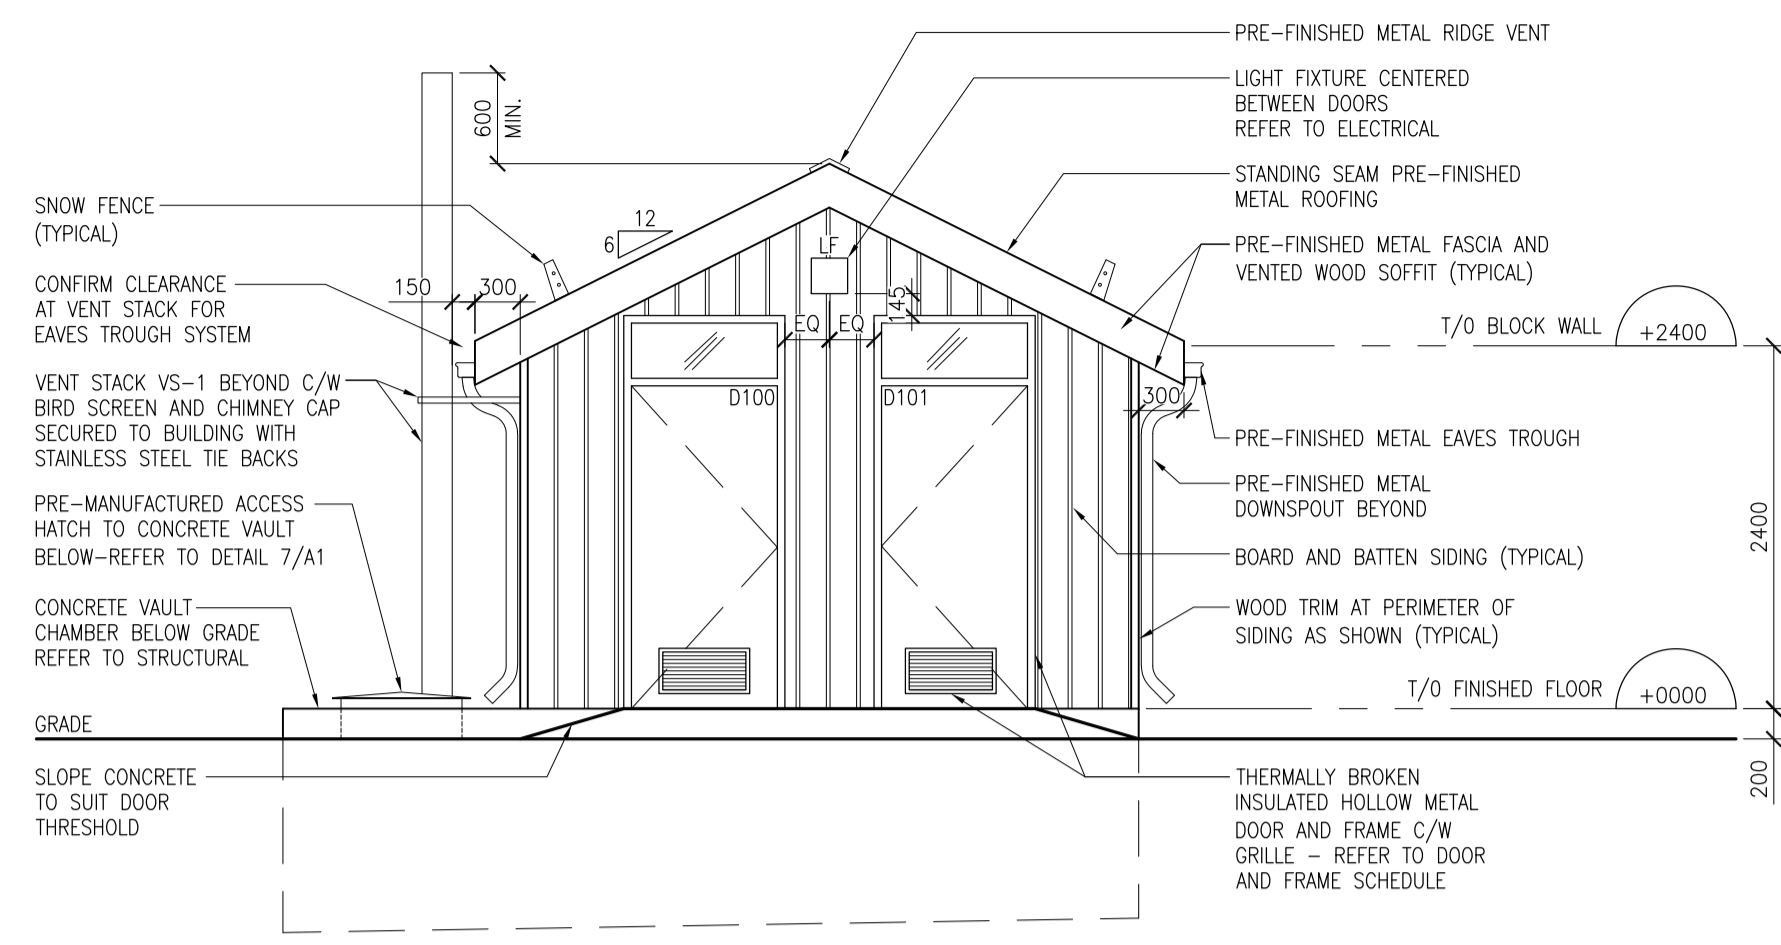 600
MIN.
SNOW FENCE
(TYPICAL)
CONFIRM CLEARANCE
AT VENT STACK FOR
EAVES TROUGH SYSTEM
VENT STACK VS-1 BEYOND C/W
BIRD SCREEN AND CHIMNEY CAP
SECURED TO BUILDING WITH
STAINLESS STEEL TIE BACKS
PRE-MANUFACTURED ACCESS
HATCH TO CONCRETE VAULT
BELOW-REFER TO DETAIL 7/A1
CONCRETE VAULT
CHAMBER BELOW GRADE
REFER TO STRUCTURAL
GRADE
SLOPE CONCRETE
TO SUIT DOOR
THRESHOLD
150
300
12
6
LF
145
EQ
EQ
D100
D101
300
PRE-FINISHED METAL RIDGE VENT
LIGHT FIXTURE CENTERED
BETWEEN DOORS
REFER TO ELECTRICAL
STANDING SEAM PRE-FINISHED
METAL ROOFING
PRE-FINISHED METAL FASCIA AND
VENTED WOOD SOFFIT (TYPICAL)
T/O BLOCK WALL
+2400
PRE-FINISHED METAL EAVES TROUGH
PRE-FINISHED METAL
DOWNSPOUT BEYOND
BOARD AND BATTEN SIDING (TYPICAL)
WOOD TRIM AT PERIMETER OF
SIDING AS SHOWN (TYPICAL)
T/O FINISHED FLOOR
+0000
2400
200
THERMALLY BROKEN
INSULATED HOLLOW METAL
DOOR AND FRAME C/W
GRILLE - REFER TO DOOR
AND FRAME SCHEDULE